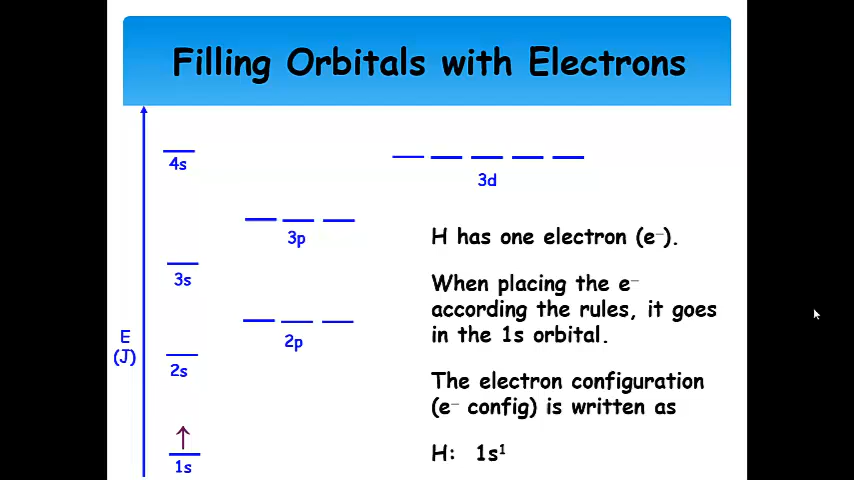 Filling Orbitals with Electrons
4s
3d
3p
H has one electron (e⁻).
3s
When placing the e⁻
according the rules, it goes
in the 1s orbital.
E
(J)
2p
2s
The electron configuration
(e⁻ config) is written as
H: 1s¹
1s